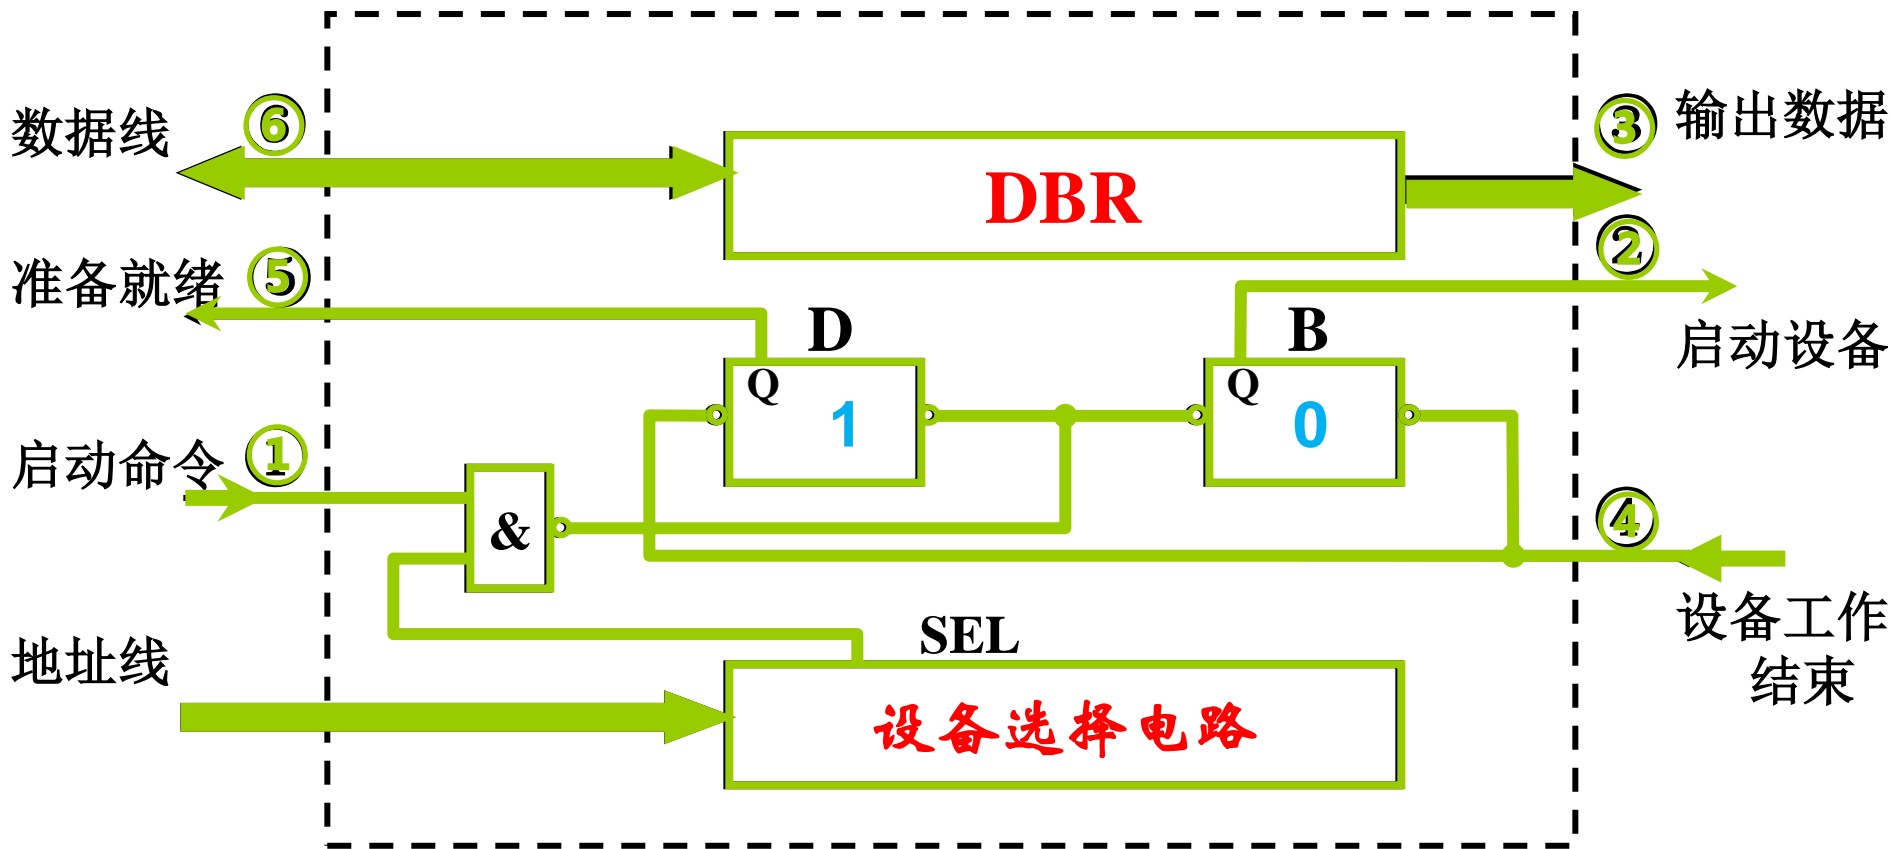 数据线
⑥
DBR
③
输出数据
准备就绪
⑤
②
D
B
启动设备
Q
1
Q
0
启动命令
①
&
④
设备工作
结束
SEL
地址线
设备选择电路